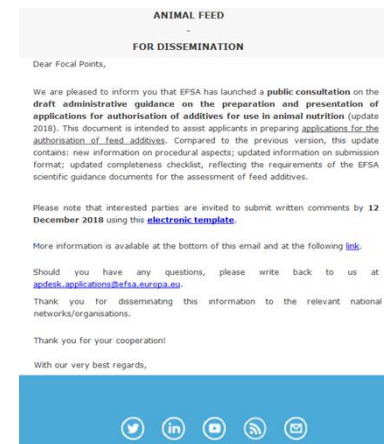 ANIMAL FEED
-
FOR DISSEMINATION
Dear Focal Points,
We are pleased to inform you that EFSA has launched a public consultation on the
draft administrative guidance on the preparation and presentation of
applications for authorisation of additives for use in animal nutrition (update
2018). This document is intended to assist applicants in preparing applications for the
authorisation of feed additives. Compared to the previous version, this update
contains: new information on procedural aspects; updated information on submission
format; updated completeness checklist, reflecting the requirements of the EFSA
scientific guidance documents for the assessment of feed additives.
Please note that interested parties are invited to submit written comments by 12
December 2018 using this electronic template.
More information is available at the bottom of this email and at the following link.
Should you have any questions, please write back to us at
apdesk.applications@efsa.europa.eu.
Thank you for disseminating this information to the relevant national
networks/organisations.
Thank you for your cooperation!
With our very best regards,
in